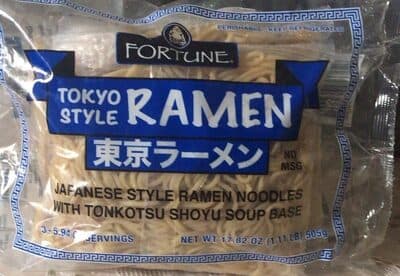 PERISHABLE - KEEP REFRIGERATED
FORTUNE®
TOKYO
STYLE
RAMEN
東京ラーメン
NO
MSG
JAPANESE STYLE RAMEN NOODLES
WITH TONKOTSU SHOYU SOUP BASE
SERVINGS
NET WT 17.82 OZ (1.11 LB) 505g